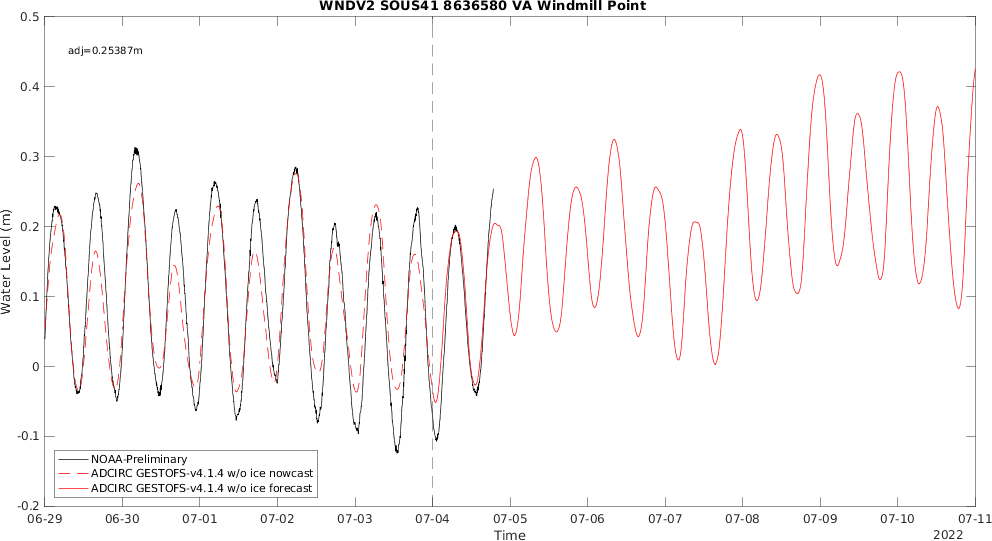 WNDV2 SOUS41 8636580 VA Windmill Point
adj=0.25387m
Water Level (m)
0.5
0.4
0.3
0.2
0.1
0
-0.1
-0.2
NOAA-Preliminary
ADCIRC GESTOFS-v4.1.4 w/o ice nowcast
ADCIRC GESTOFS-v4.1.4 w/o ice forecast
06-29 06-30 07-01 07-02 07-03 07-04 07-05 07-06 07-07 07-08 07-09 07-10 07-11
Time
2022